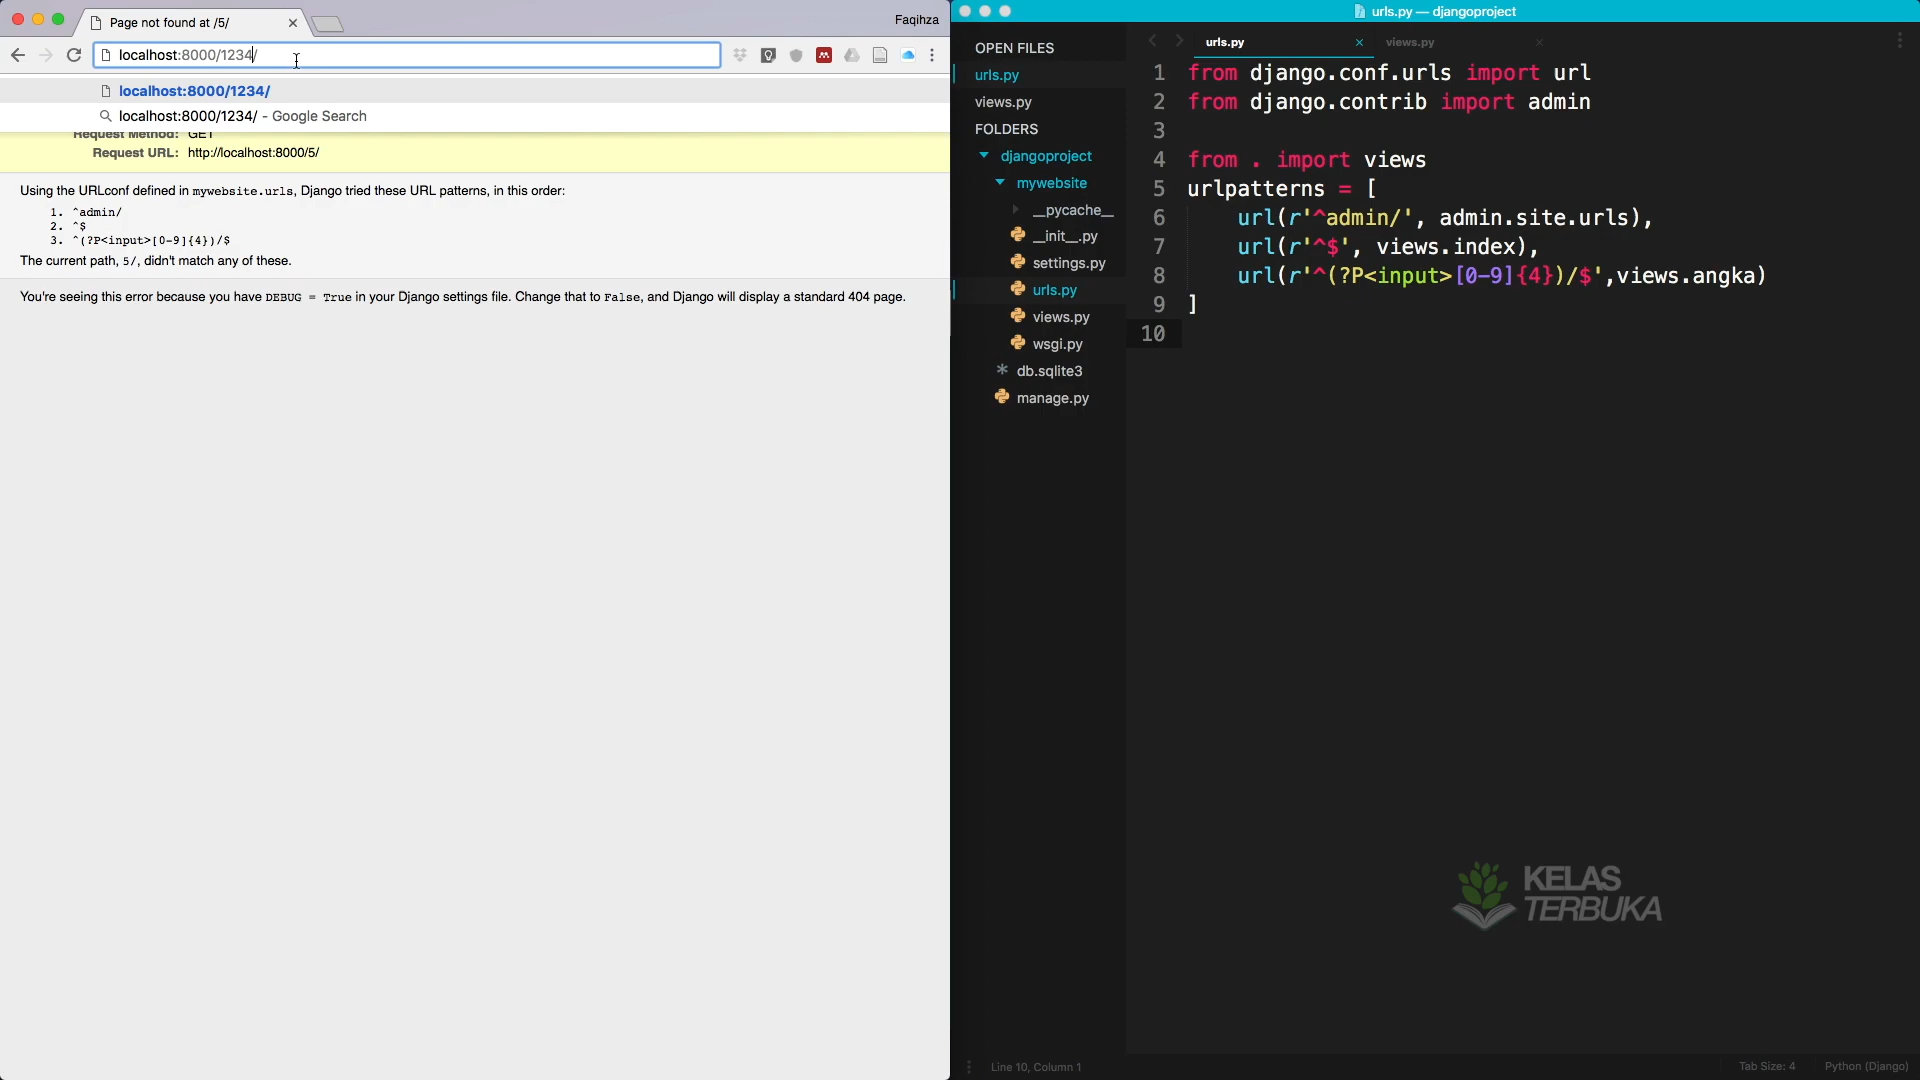 Page not found at /5/
Faqihza
localhost:8000/1234/
localhost:8000/1234/
localhost:8000/1234/ - Google Search
Request Method: GET
Request URL: http://localhost:8000/5/
Using the URLconf defined in mywebsite.urls, Django tried these URL patterns, in this order:
1. ^admin/
2. ^$
3. ^(?P<input>[0-9]{4})/$
The current path, 5/, didn't match any of these.
You're seeing this error because you have DEBUG = True in your Django settings file. Change that to False, and Django will display a standard 404 page.
urls.py — djangoproject
OPEN FILES
urls.py
views.py
FOLDERS
djangoproject
mywebsite
__pycache__
__init__.py
settings.py
urls.py
views.py
wsgi.py
db.sqlite3
manage.py
urls.py
views.py
1 from django.conf.urls import url
2 from django.contrib import admin
3
4 from . import views
5 urlpatterns = [
6 url(r'^admin/', admin.site.urls),
7 url(r'^$', views.index),
8 url(r'^(?P<input>[0-9]{4})/$',views.angka)
9 ]
10
KELAS
TERBUKA
Line 10, Column 1
Tab Size: 4
Python (Django)